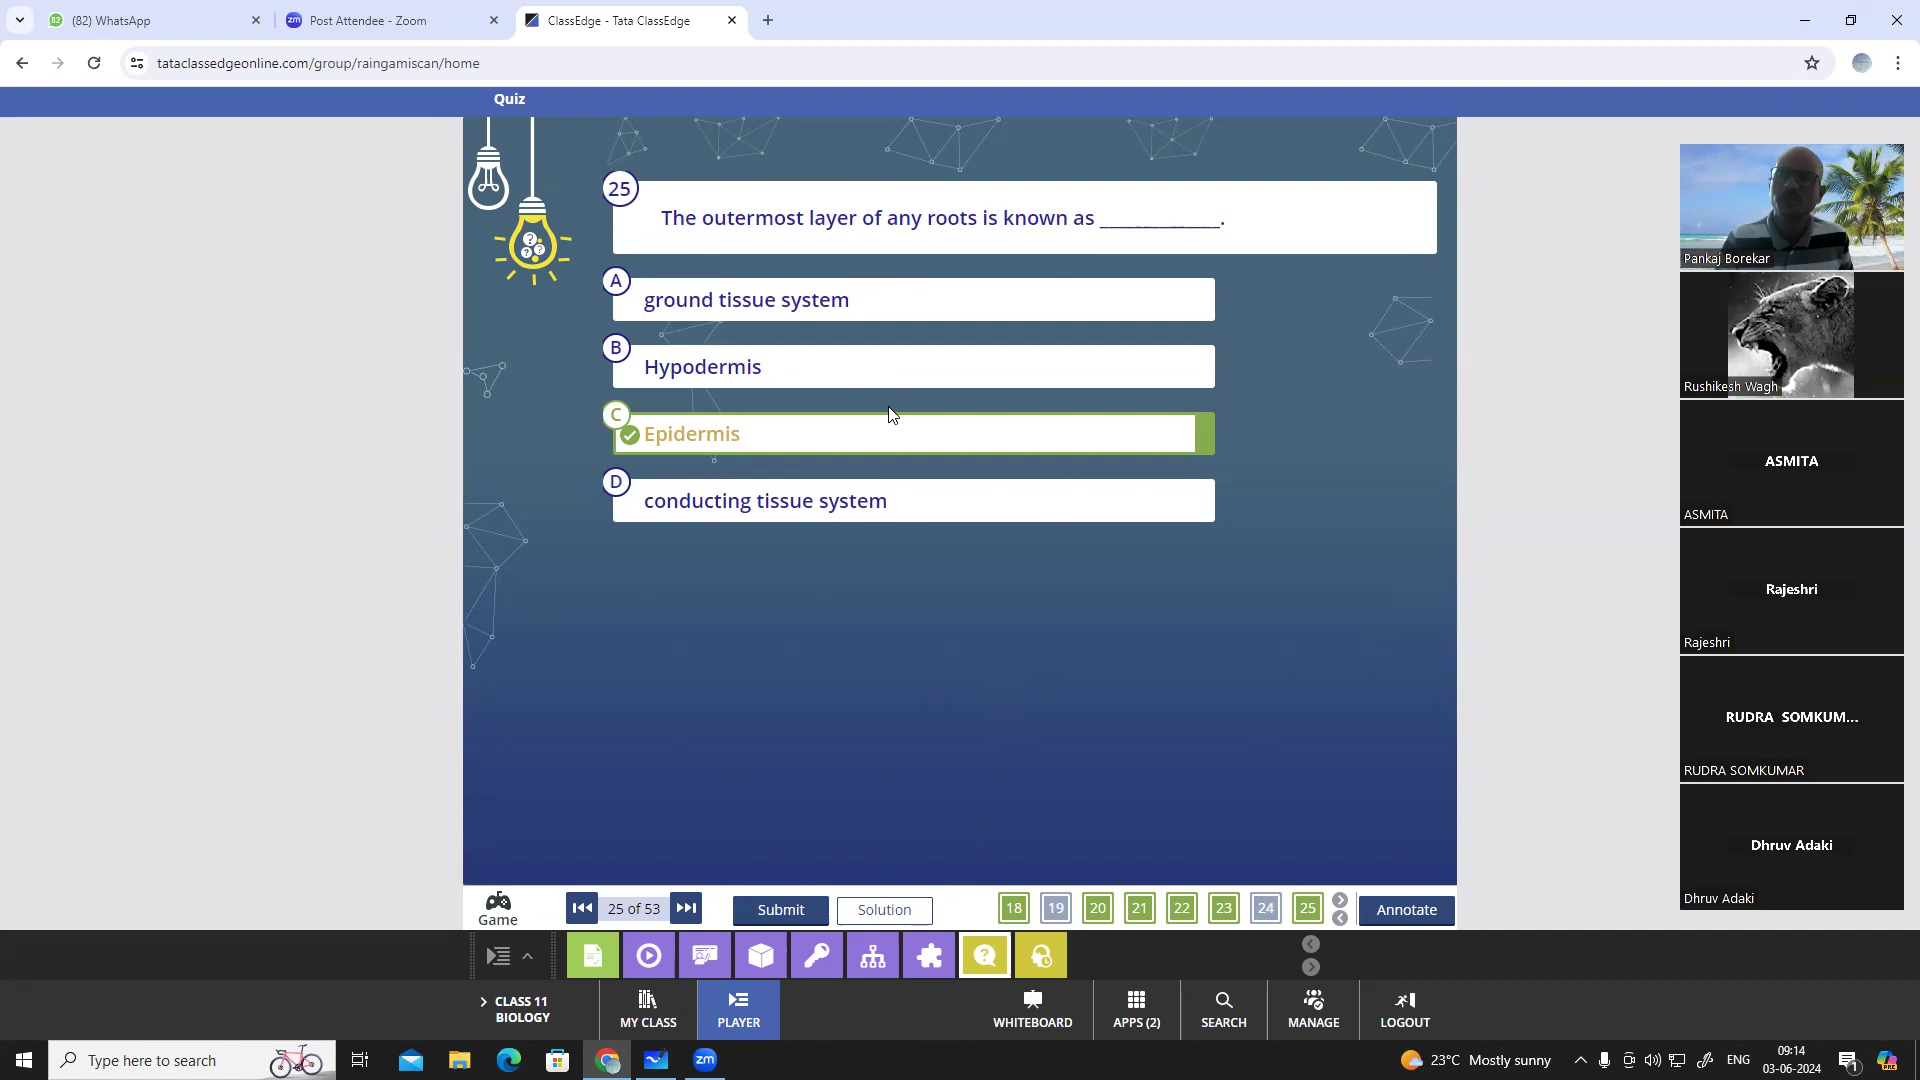 (82) WhatsApp
Post Attendee - Zoom
ClassEdge - Tata ClassEdge
tataclassedgeonline.com/group/raingamiscan/home
Quiz
25
The outermost layer of any roots is known as ____________.
A
ground tissue system
B
Hypodermis
C
Epidermis
D
conducting tissue system
Pankaj Borekar
Rushikesh Wagh
ASMITA
ASMITA
Rajeshri
Rajeshri
RUDRA SOMKUM...
RUDRA SOMKUMAR
Dhruv Adaki
Dhruv Adaki
Game
25 of 53
Submit
Solution
18
19
20
21
22
23
24
25
Annotate
CLASS 11
BIOLOGY
MY CLASS
PLAYER
WHITEBOARD
APPS (2)
SEARCH
MANAGE
LOGOUT
Type here to search
zm
23°C Mostly sunny
ENG
09:14
03-06-2024